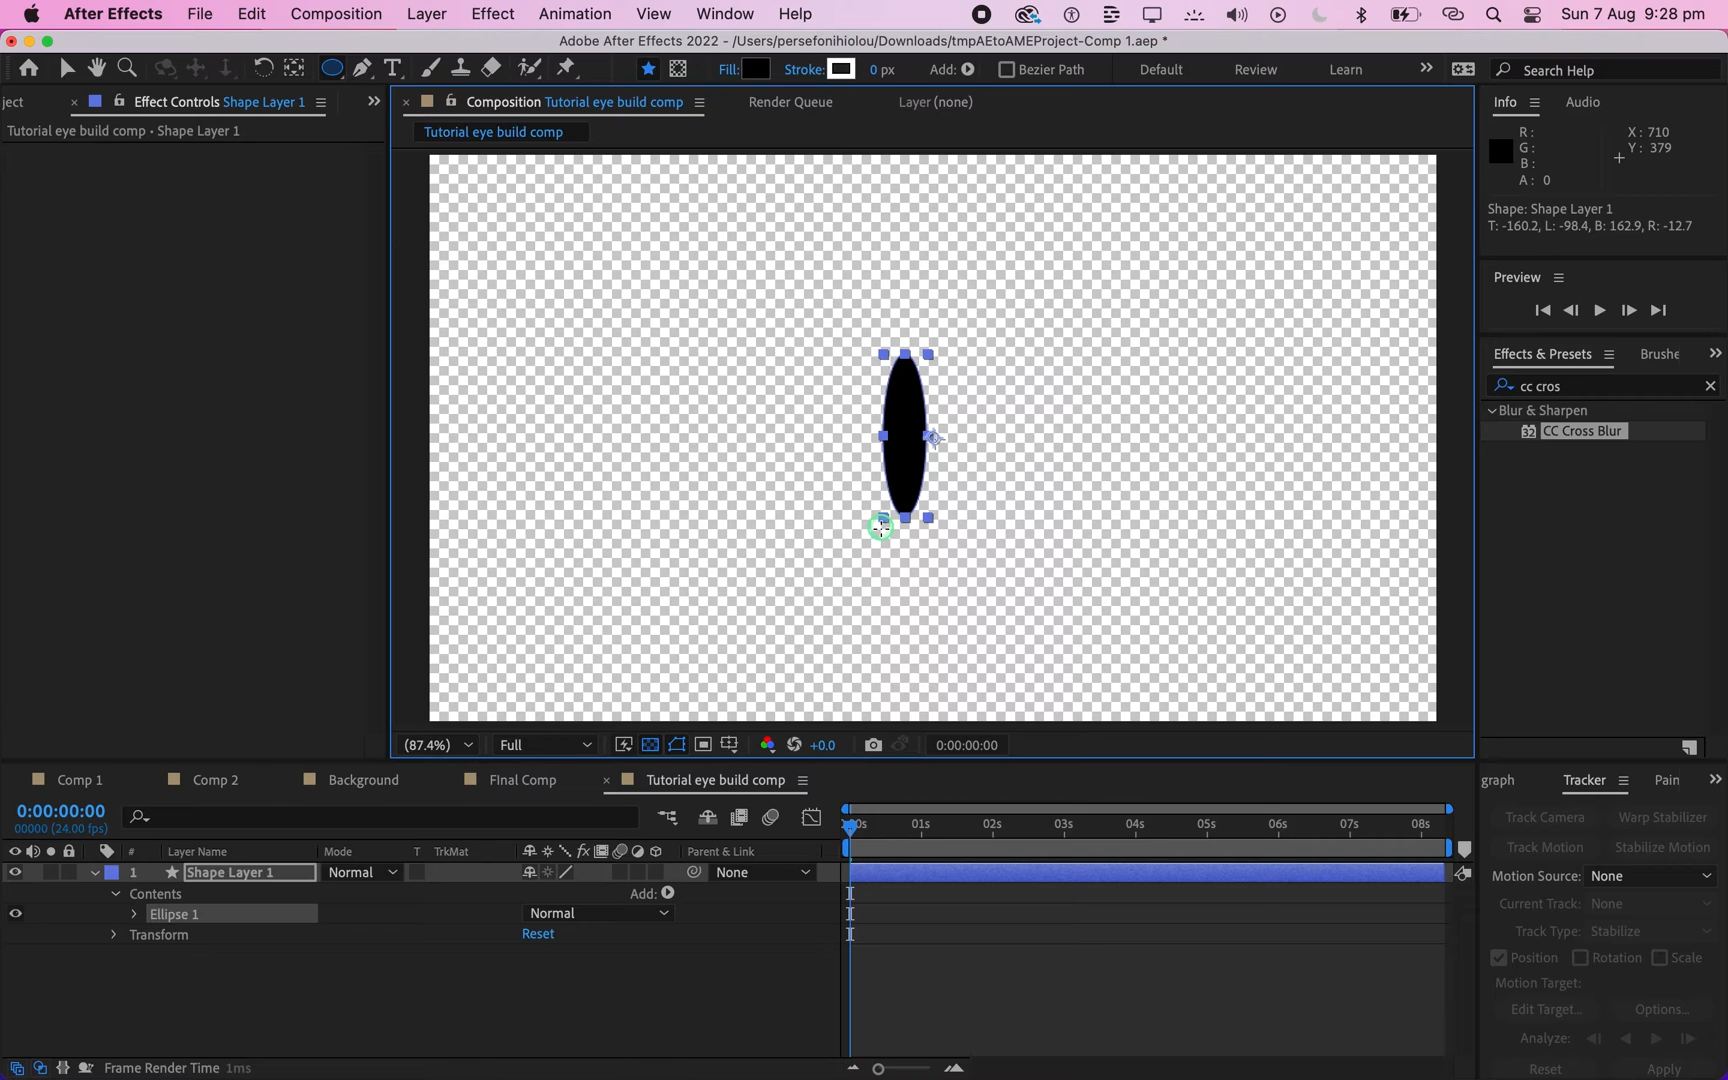 After Effects File Edit Composition Layer Effect Animation View Window Help Sun 7 Aug 9:28 pm
Adobe After Effects 2022 - /Users/persefonihiolou/Downloads/tmpAEtoAMEProject-Comp 1.aep *
Fill: Stroke: 0 px Add: Bezier Path Default Review Learn Search Help
ject Effect Controls Shape Layer 1 Composition Tutorial eye build comp Render Queue Layer (none) Info Audio
Tutorial eye build comp • Shape Layer 1
Tutorial eye build comp
R: X: 710
G: Y: 379
B:
A: 0
Shape: Shape Layer 1
T: -160.2, L: -98.4, B: 162.9, R: -12.7
Preview
Effects & Presets Brushe
cc cros
Blur & Sharpen
32 CC Cross Blur
(87.4%) Full +0.0 0:00:00:00
Comp 1 Comp 2 Background FInal Comp Tutorial eye build comp graph Tracker Pain
0:00:00:00
00000 (24.00 fps)
Track Camera Warp Stabilizer
:00s 01s 02s 03s 04s 05s 06s 07s 08s
# Layer Name Mode T TrkMat Parent & Link
Track Motion Stabilize Motion
1 Shape Layer 1 Normal None
Motion Source: None
Contents Add:
Current Track: None
Ellipse 1 Normal
Track Type: Stabilize
Transform Reset
Position Rotation Scale
Motion Target:
Edit Target... Options...
Analyze:
Frame Render Time 1ms
Reset Apply